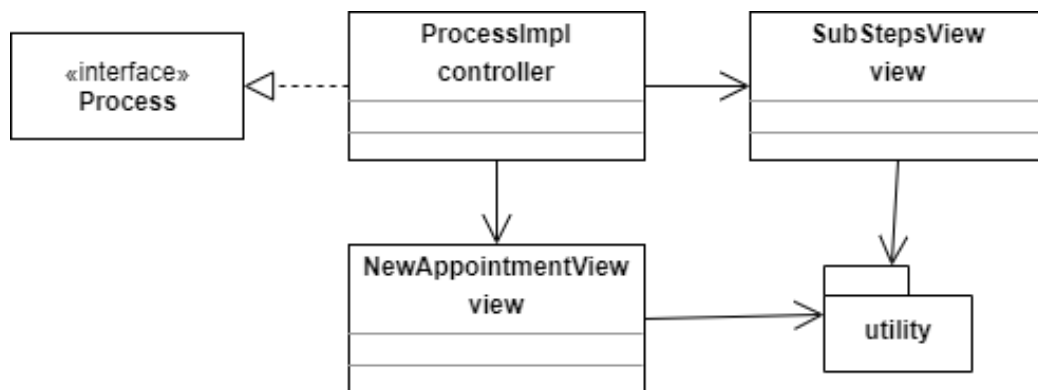 «interface»
Process
ProcessImpl
controller
SubStepsView
view
NewAppointmentView
view
utility